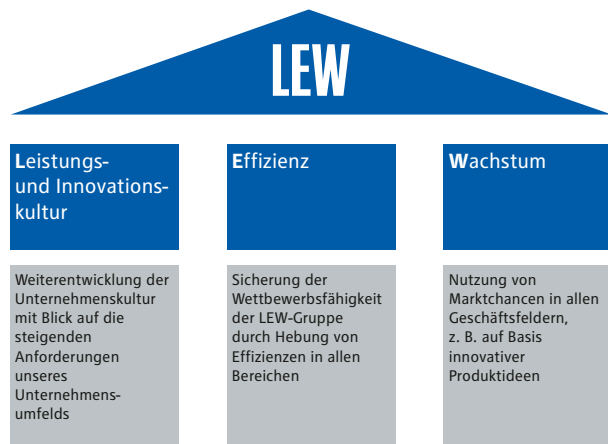 LEW
Leistungs-
und Innovations-
kultur
Weiterentwicklung der
Unternehmenskultur
mit Blick auf die
steigenden
Anforderungen
unseres
Unternehmens-
umfelds
Effizienz
Sicherung der
Wettbewerbsfähigkeit
der LEW-Gruppe
durch Hebung von
Effizienzen in allen
Bereichen
Wachstum
Nutzung von
Marktchancen in allen
Geschäftsfeldern,
z. B. auf Basis
innovativer
Produktideen